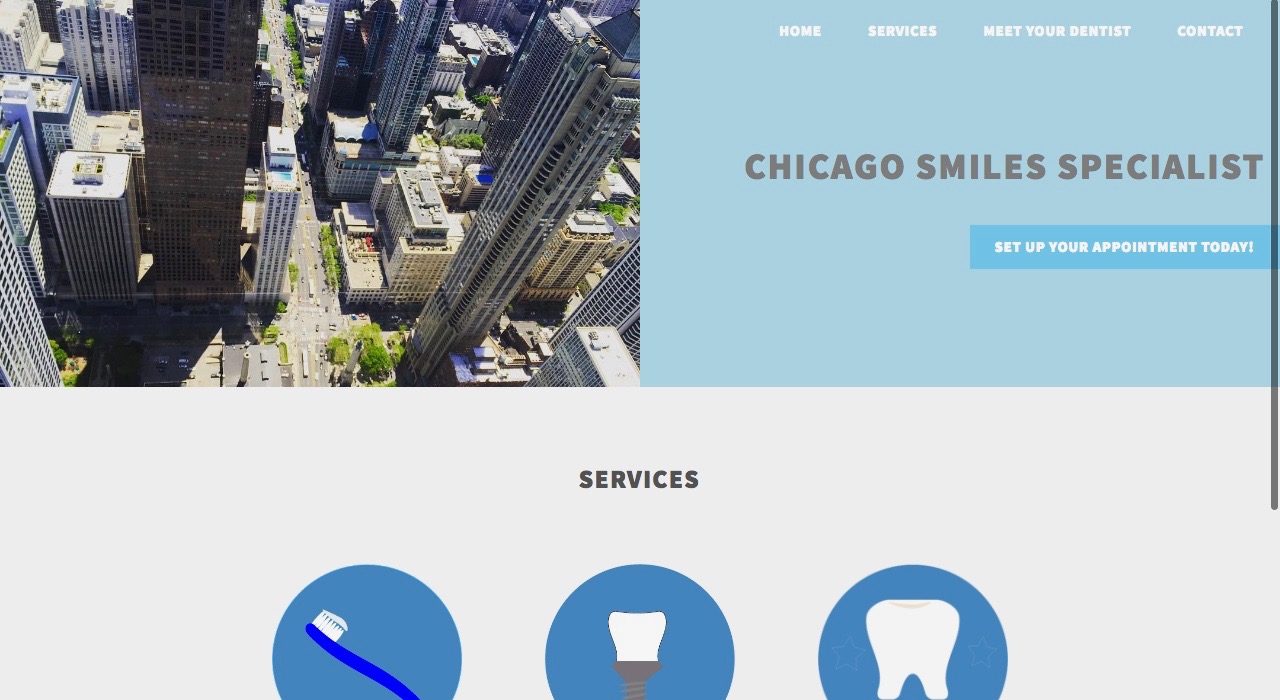 HOME SERVICES MEET YOUR DENTIST CONTACT
CHICAGO SMILES SPECIALIST
SET UP YOUR APPOINTMENT TODAY!
SERVICES